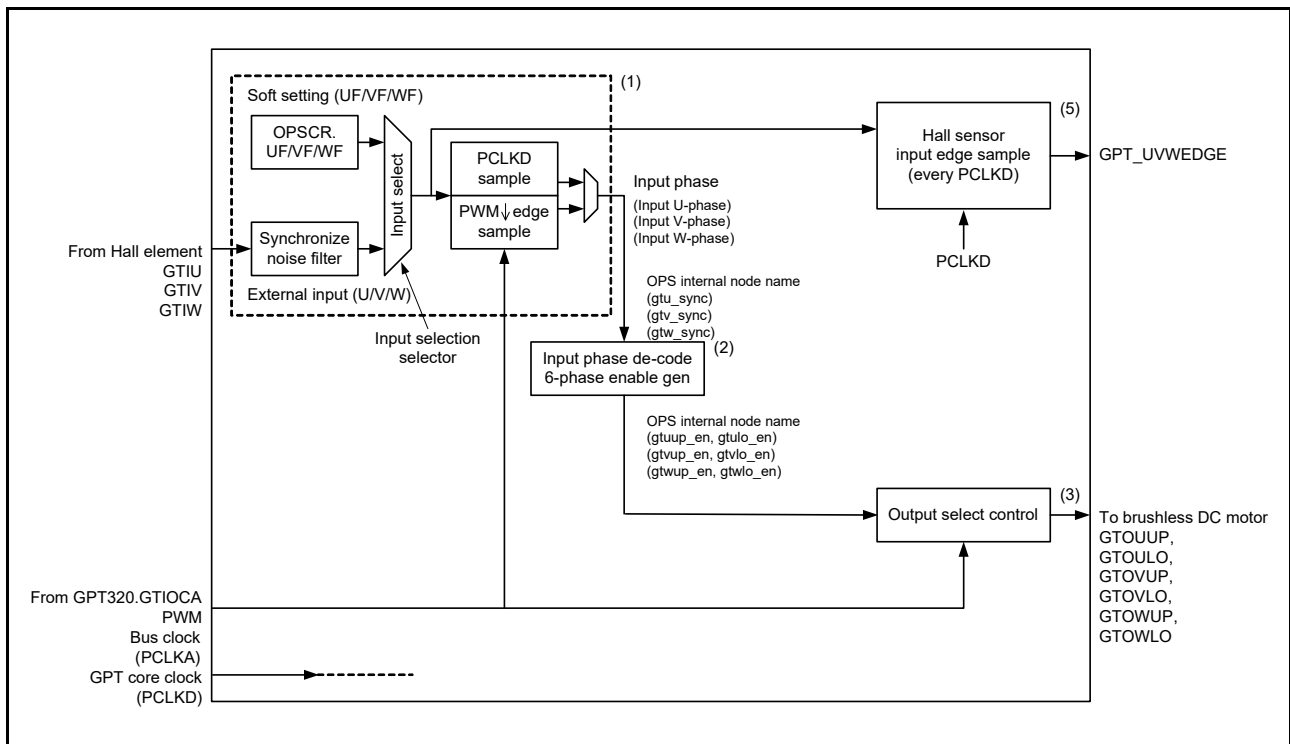 Soft setting (UF/VF/WF)
(1)
OPSCR.
UF/VF/WF
Input select
PCLKD
sample
PWM↓edge
sample
Synchronize
noise filter
External input (U/V/W)
Input selection
selector
From Hall element
GTIU
GTIV
GTIW
Input phase
(Input U-phase)
(Input V-phase)
(Input W-phase)
OPS internal node name
(gtu_sync)
(gtv_sync)
(gtw_sync)
(2)
Input phase de-code
6-phase enable gen
OPS internal node name
(gtuup_en, gtulo_en)
(gtvup_en, gtvlo_en)
(gtwup_en, gtwlo_en)
(5)
Hall sensor
input edge sample
(every PCLKD)
GPT_UVWEDGE
PCLKD
(3)
Output select control
To brushless DC motor
GTOUUP,
GTOULO,
GTOVUP,
GTOVLO,
GTOWUP,
GTOWLO
From GPT320.GTIOCA
PWM
Bus clock
(PCLKA)
GPT core clock
(PCLKD)